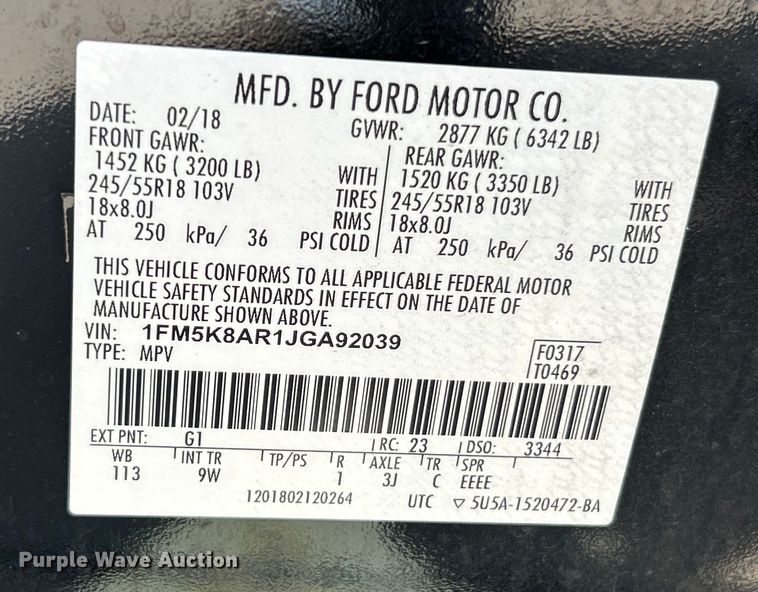 MFD. BY FORD MOTOR CO.
DATE: 02/18 GVWR: 2877 KG ( 6342 LB)
FRONT GAWR: REAR GAWR:
1452 KG ( 3200 LB) WITH 1520 KG ( 3350 LB) WITH
245/55R18 103V TIRES 245/55R18 103V TIRES
18x8.0J RIMS 18x8.0J RIMS
AT 250 kPa/ 36 PSI COLD AT 250 kPa/ 36 PSI COLD
THIS VEHICLE CONFORMS TO ALL APPLICABLE FEDERAL MOTOR
VEHICLE SAFETY STANDARDS IN EFFECT ON THE DATE OF
MANUFACTURE SHOWN ABOVE.
VIN: 1FM5K8AR1JGA92039
TYPE: MPV
F0317
T0469
EXT PNT: G1 RC: 23 DSO: 3344
WB INT TR TP/PS R AXLE TR SPR
113 9W 1 3J C EEEE
1201802120264 UTC ▽ 5U5A-1520472-BA
Purple Wave Auction